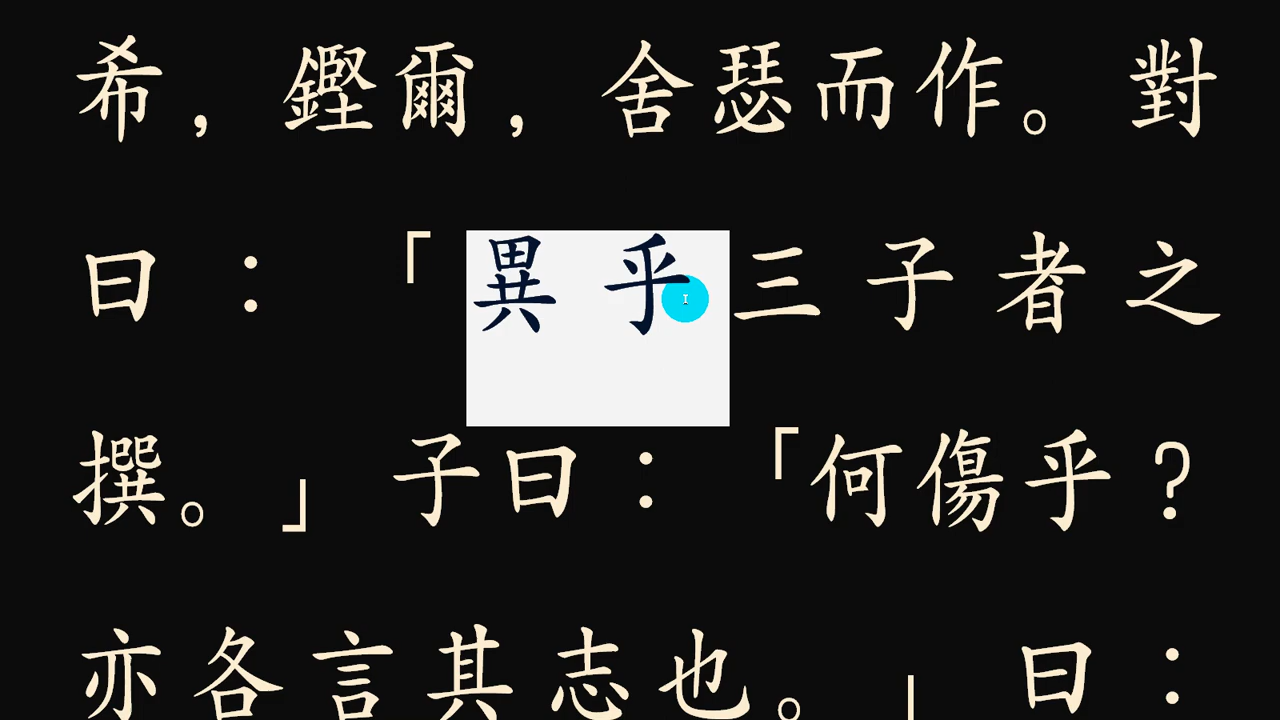 希，鏗爾，舍瑟而作。對
曰：「異乎三子者之
撰。」子曰：「何傷乎？
亦各言其志也。」曰：